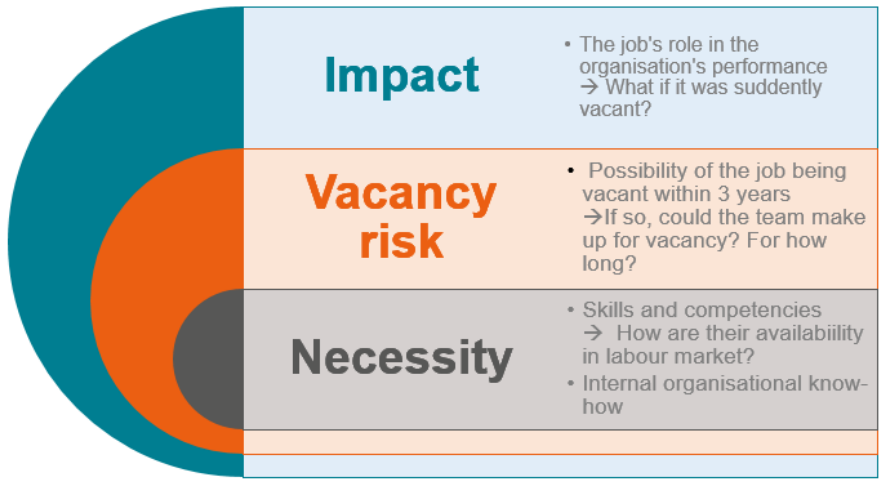 Impact
• The job's role in the
organisation's performance
→ What if it was suddently
vacant?
Vacancy
risk
• Possibility of the job being
vacant within 3 years
→If so, could the team make
up for vacancy? For how
long?
Necessity
• Skills and competencies
→ How are their availabiility
in labour market?
• Internal organisational know-
how